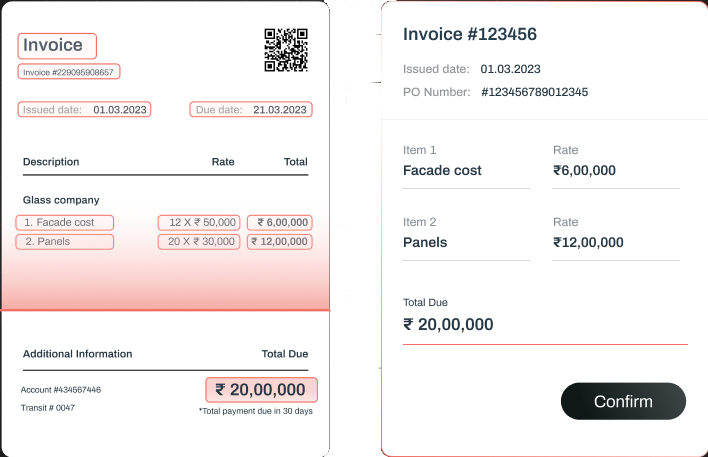 Invoice
Invoice #229095908657
Issued date: 01.03.2023 Due date: 21.03.2023
Description Rate Total
Glass company
1. Facade cost 12 X ₹ 50,000 ₹ 6,00,000
2. Panels 20 X ₹ 30,000 ₹ 12,00,000
Additional Information Total Due
Account #434567446 ₹ 20,00,000
Transit # 0047 *Total payment due in 30 days
Invoice #123456
Issued date: 01.03.2023
PO Number: #123456789012345
Item 1 Rate
Facade cost ₹6,00,000
Item 2 Rate
Panels ₹12,00,000
Total Due
₹ 20,00,000
Confirm